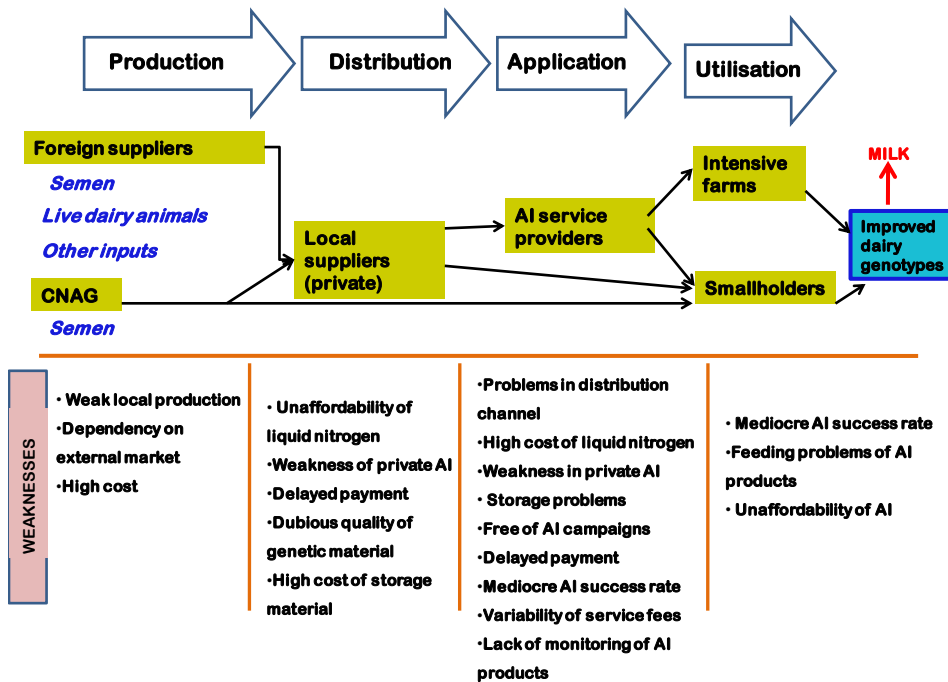 Production
Distribution
Application
Utilisation
Foreign suppliers
Semen
Live dairy animals
Other inputs
CNAG
Semen
Local
suppliers
(private)
AI service
providers
Intensive
farms
Smallholders
MILK
Improved
dairy
genotypes
WEAKNESSES
• Weak local production
•Dependency on
external market
•High cost
• Unaffordability of
liquid nitrogen
•Weakness of private AI
•Delayed payment
•Dubious quality of
genetic material
•High cost of storage
material
•Problems in distribution
channel
•High cost of liquid nitrogen
•Weakness in private AI
• Storage problems
•Free of AI campaigns
•Delayed payment
•Mediocre AI success rate
•Variability of service fees
•Lack of monitoring of AI
products
• Mediocre AI success rate
•Feeding problems of AI
products
• Unaffordability of AI